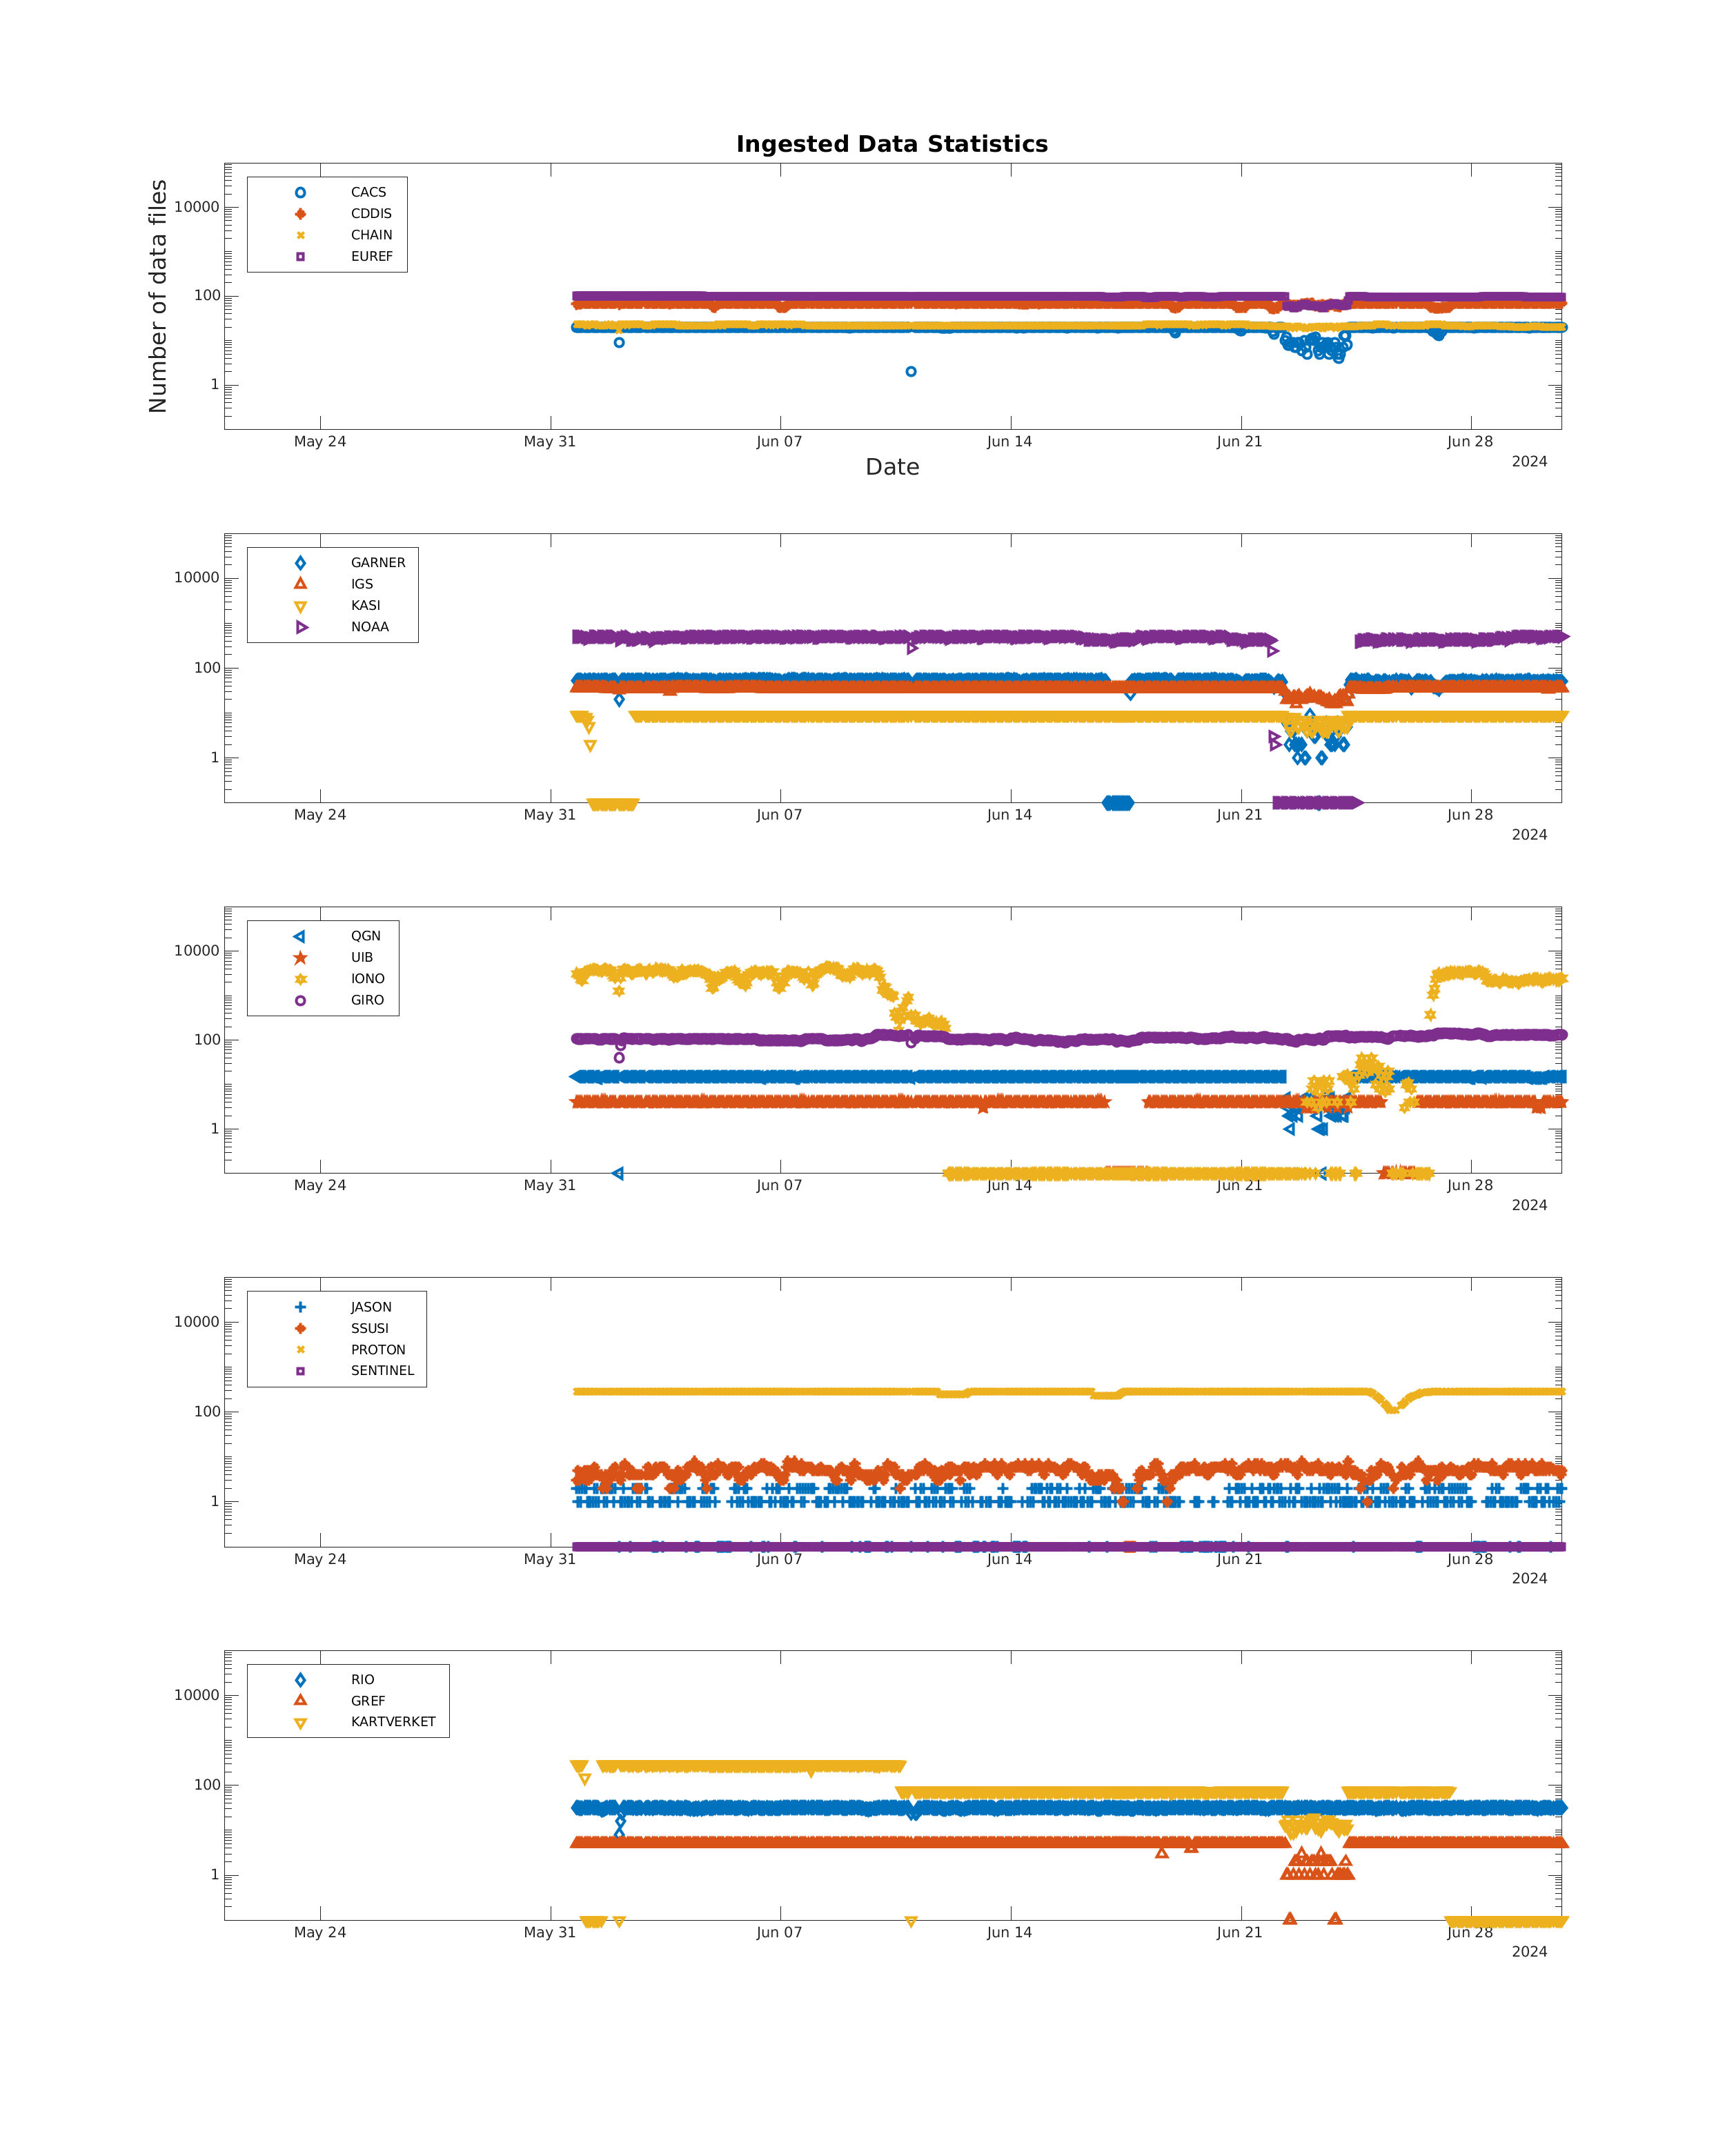 Ingested Data Statistics
Number of data files
CACS
CDDIS
CHAIN
EUREF
10000
100
1
May 24 May 31 Jun 07 Jun 14 Jun 21 Jun 28
2024
Date
GARNER
IGS
KASI
NOAA
10000
100
1
May 24 May 31 Jun 07 Jun 14 Jun 21 Jun 28
2024
QGN
UIB
IONO
GIRO
10000
100
1
May 24 May 31 Jun 07 Jun 14 Jun 21 Jun 28
2024
JASON
SSUSI
PROTON
SENTINEL
10000
100
1
May 24 May 31 Jun 07 Jun 14 Jun 21 Jun 28
2024
RIO
GREF
KARTVERKET
10000
100
1
May 24 May 31 Jun 07 Jun 14 Jun 21 Jun 28
2024